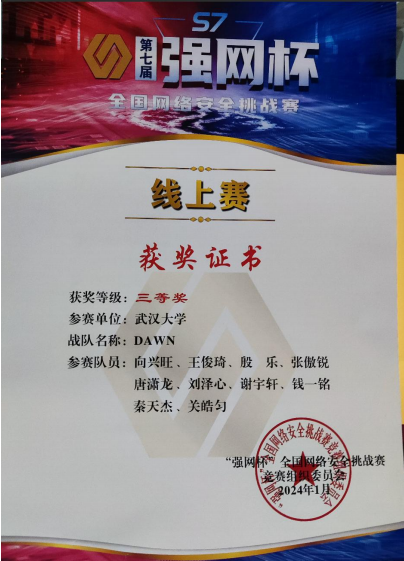 S7
第七届
强网杯
全国网络安全挑战赛
线上赛
获奖证书
获奖等级：三等奖
参赛单位：武汉大学
战队名称：DAWN
参赛队员：向兴旺、王俊琦、殷　乐、张傲锐
唐潇龙、刘泽心、谢宇轩、钱一铭
秦天杰、关皓匀
“强网杯”全国网络安全挑战赛
竞赛组织委员会
2024年1月